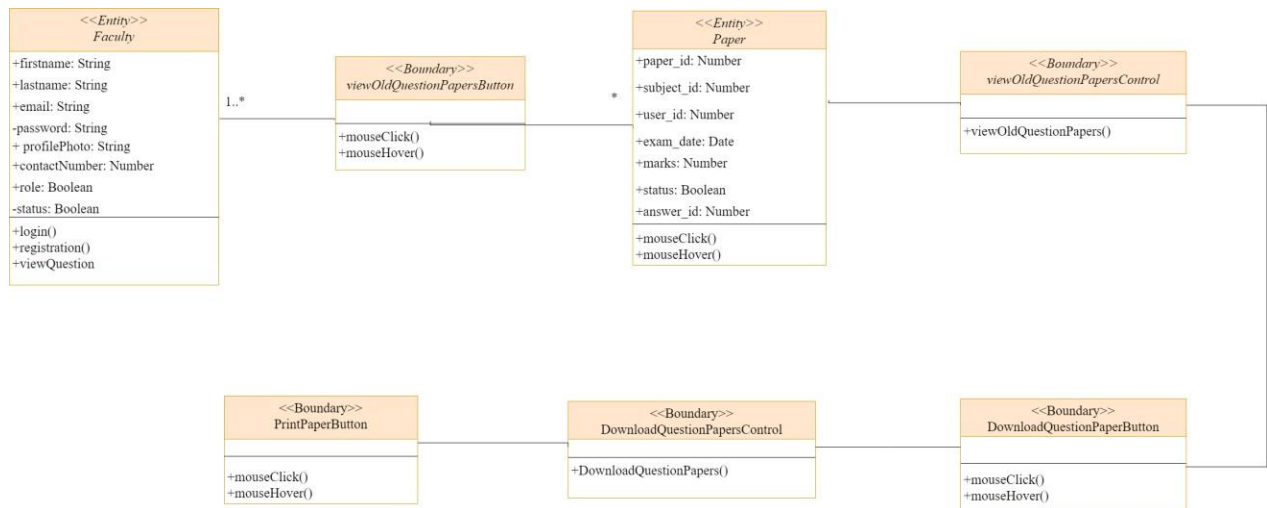 <<Entity>>
Faculty
+firstname: String
+lastname: String
+email: String
-password: String
+ profilePhoto: String
+contactNumber: Number
+role: Boolean
-status: Boolean
+login()
+registration()
+viewQuestion
1..*
<<Boundary>>
viewOldQuestionPapersButton
+mouseClick()
+mouseHover()
*
<<Entity>>
Paper
+paper_id: Number
+subject_id: Number
+user_id: Number
+exam_date: Date
+marks: Number
+status: Boolean
+answer_id: Number
+mouseClick()
+mouseHover()
<<Boundary>>
viewOldQuestionPapersControl
+viewOldQuestionPapers()
<<Boundary>>
PrintPaperButton
+mouseClick()
+mouseHover()
<<Boundary>>
DownloadQuestionPapersControl
+DownloadQuestionPapers()
<<Boundary>>
DownloadQuestionPaperButton
+mouseClick()
+mouseHover()